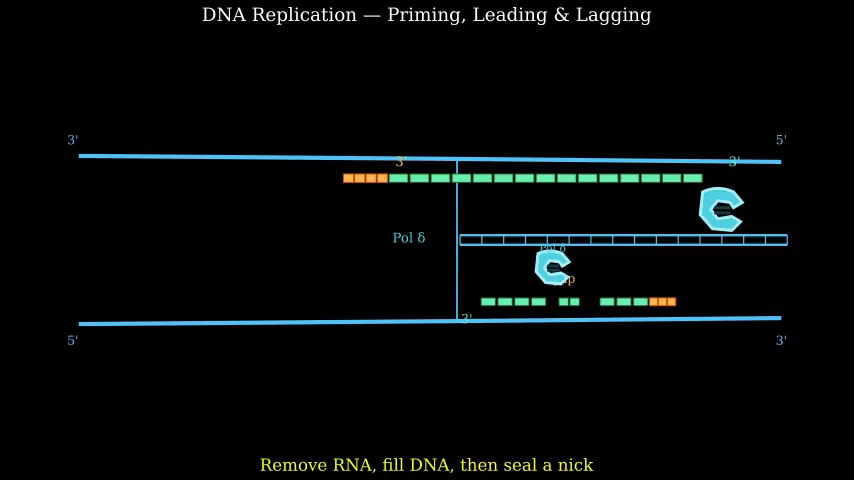 DNA Replication — Priming, Leading & Lagging
3'
5'
3'
3'
Pol δ
Pol δ
3'
5'
3'
Remove RNA, fill DNA, then seal a nick